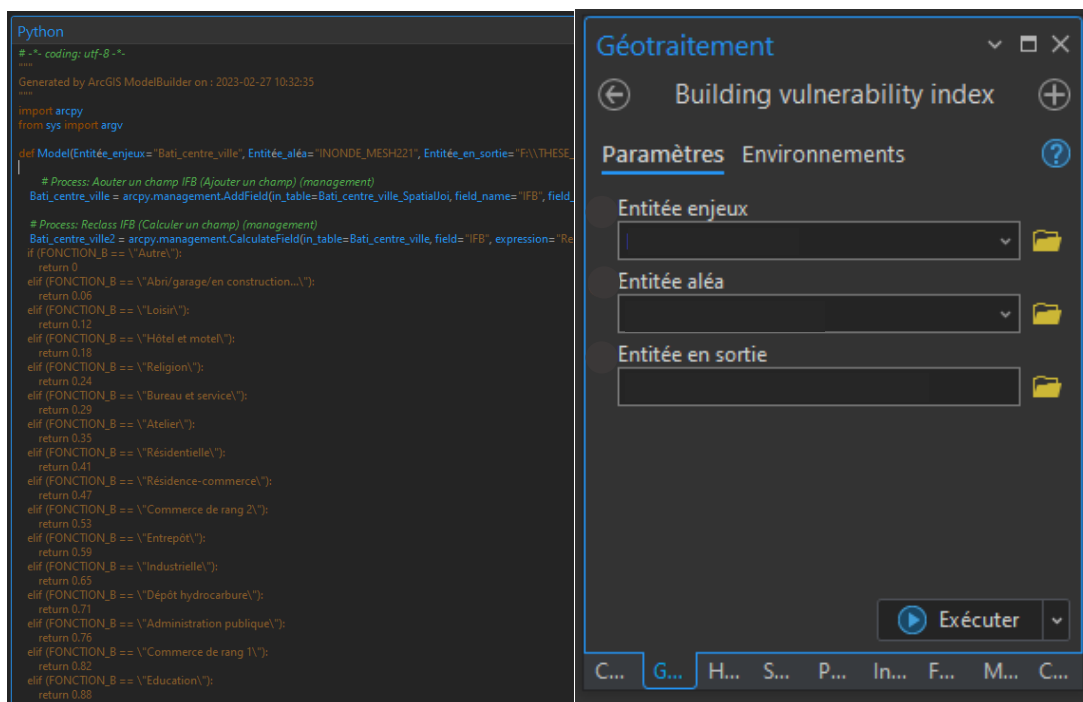 Python
# -*- coding: utf-8 -*-
"""
Generated by ArcGIS ModelBuilder on : 2023-02-27 10:32:35
"""
import arcpy
from sys import argv
def Model(Entitée_enjeux="Bati_centre_ville", Entitée_aléa="INONDE_MESH221", Entitée_en_sortie="F:\\THESE_
# Process: Aouter un champ IFB (Ajouter un champ) (management)
Bati_centre_ville = arcpy.management.AddField(in_table=Bati_centre_ville_SpatialJoi, field_name="IFB", field_
# Process: Reclass IFB (Calculer un champ) (management)
Bati_centre_ville2 = arcpy.management.CalculateField(in_table=Bati_centre_ville, field="IFB", expression="Re
if (FONCTION_B == \"Autre\"):
return 0
elif (FONCTION_B == \"Abri/garage/en construction...\"):
return 0.06
elif (FONCTION_B == \"Loisir\"):
return 0.12
elif (FONCTION_B == \"Hôtel et motel\"):
return 0.18
elif (FONCTION_B == \"Religion\"):
return 0.24
elif (FONCTION_B == \"Bureau et service\"):
return 0.29
elif (FONCTION_B == \"Atelier\"):
return 0.35
elif (FONCTION_B == \"Résidentielle\"):
return 0.41
elif (FONCTION_B == \"Résidence-commerce\"):
return 0.47
elif (FONCTION_B == \"Commerce de rang 2\"):
return 0.53
elif (FONCTION_B == \"Entrepôt\"):
return 0.59
elif (FONCTION_B == \"Industrielle\"):
return 0.65
elif (FONCTION_B == \"Dépôt hydrocarbure\"):
return 0.71
elif (FONCTION_B == \"Administration publique\"):
return 0.76
elif (FONCTION_B == \"Commerce de rang 1\"):
return 0.82
elif (FONCTION_B == \"Education\"):
return 0.88
Géotraitement
Building vulnerability index
Paramètres Environnements
Entitée enjeux
Entitée aléa
Entitée en sortie
Exécuter
C... G... H... S... P... In... F... M... C...